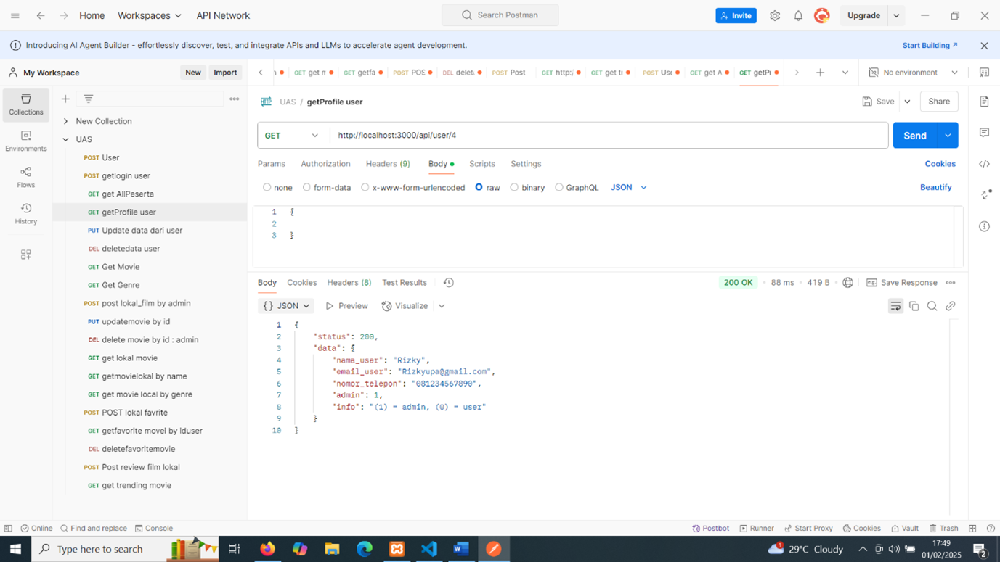 Home Workspaces API Network Search Postman Invite Upgrade
Introducing AI Agent Builder - effortlessly discover, test, and integrate APIs and LLMs to accelerate agent development. Start Building
My Workspace New Import
GET get m GET getfa POST POS DEL delet POST Post GET http:/ GET get tr POST Use GET get A GET getPr No environment
Collections
Environments
Flows
History
New Collection
UAS
POST User
POST getlogin user
GET get AllPeserta
GET getProfile user
PUT Update data dari user
DEL deletedata user
GET Get Movie
GET Get Genre
POST post lokal_film by admin
PUT updatemovie by id
DEL delete movie by id : admin
GET get lokal movie
GET getmovielokal by name
GET get movie local by genre
POST POST lokal favrite
GET getfavorite movei by iduser
DEL deletefavoritemovie
POST Post review film lokal
GET get trending movie
HTTP UAS / getProfile user Save Share
GET http://localhost:3000/api/user/4 Send
Params Authorization Headers (9) Body Scripts Settings Cookies
none form-data x-www-form-urlencoded raw binary GraphQL JSON Beautify
1 {
2
3 }
Body Cookies Headers (8) Test Results 200 OK 88 ms 419 B Save Response
{} JSON Preview Visualize
1 {
2 "status": 200,
3 "data": {
4 "nama_user": "Rizky",
5 "email_user": "Rizkyupa@gmail.com",
6 "nomor_telepon": "081234567890",
7 "admin": 1,
8 "info": "(1) = admin, (0) = user"
9 }
10 }
Online Find and replace Console Postbot Runner Start Proxy Cookies Vault Trash
Type here to search 1 29°C Cloudy 17:49
01/02/2025 2